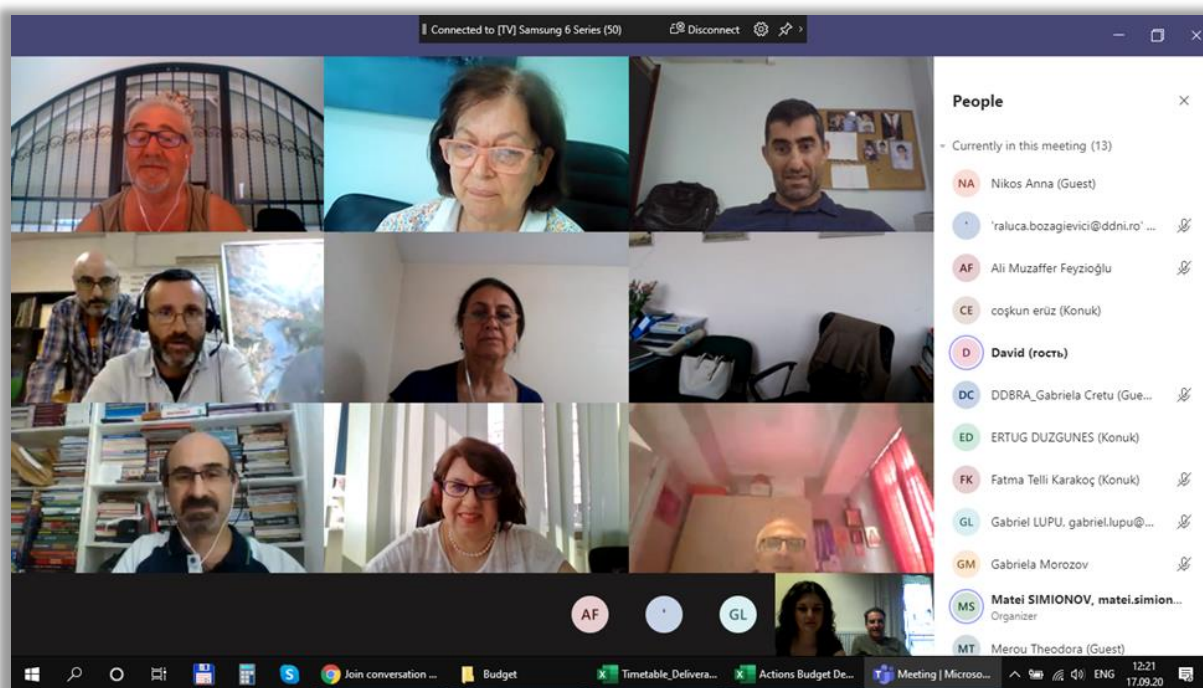 Connected to [TV] Samsung 6 Series (50) Disconnect
People
Currently in this meeting (13)
NA Nikos Anna (Guest)
' 'raluca.bozagievici@ddni.ro' ...
AF Ali Muzaffer Feyzioğlu
CE coşkun erüz (Konuk)
D David (гость)
DC DDBRA_Gabriela Cretu (Gue...
ED ERTUG DUZGUNES (Konuk)
FK Fatma Telli Karakoç (Konuk)
GL Gabriel LUPU, gabriel.lupu@...
GM Gabriela Morozov
MS Matei SIMIONOV, matei.simion...
Organizer
MT Merou Theodora (Guest)
AF ' GL
Join conversation ... Budget Timetable_Delivera... Actions Budget De... Meeting | Microso... ENG 12:21
17.09.20